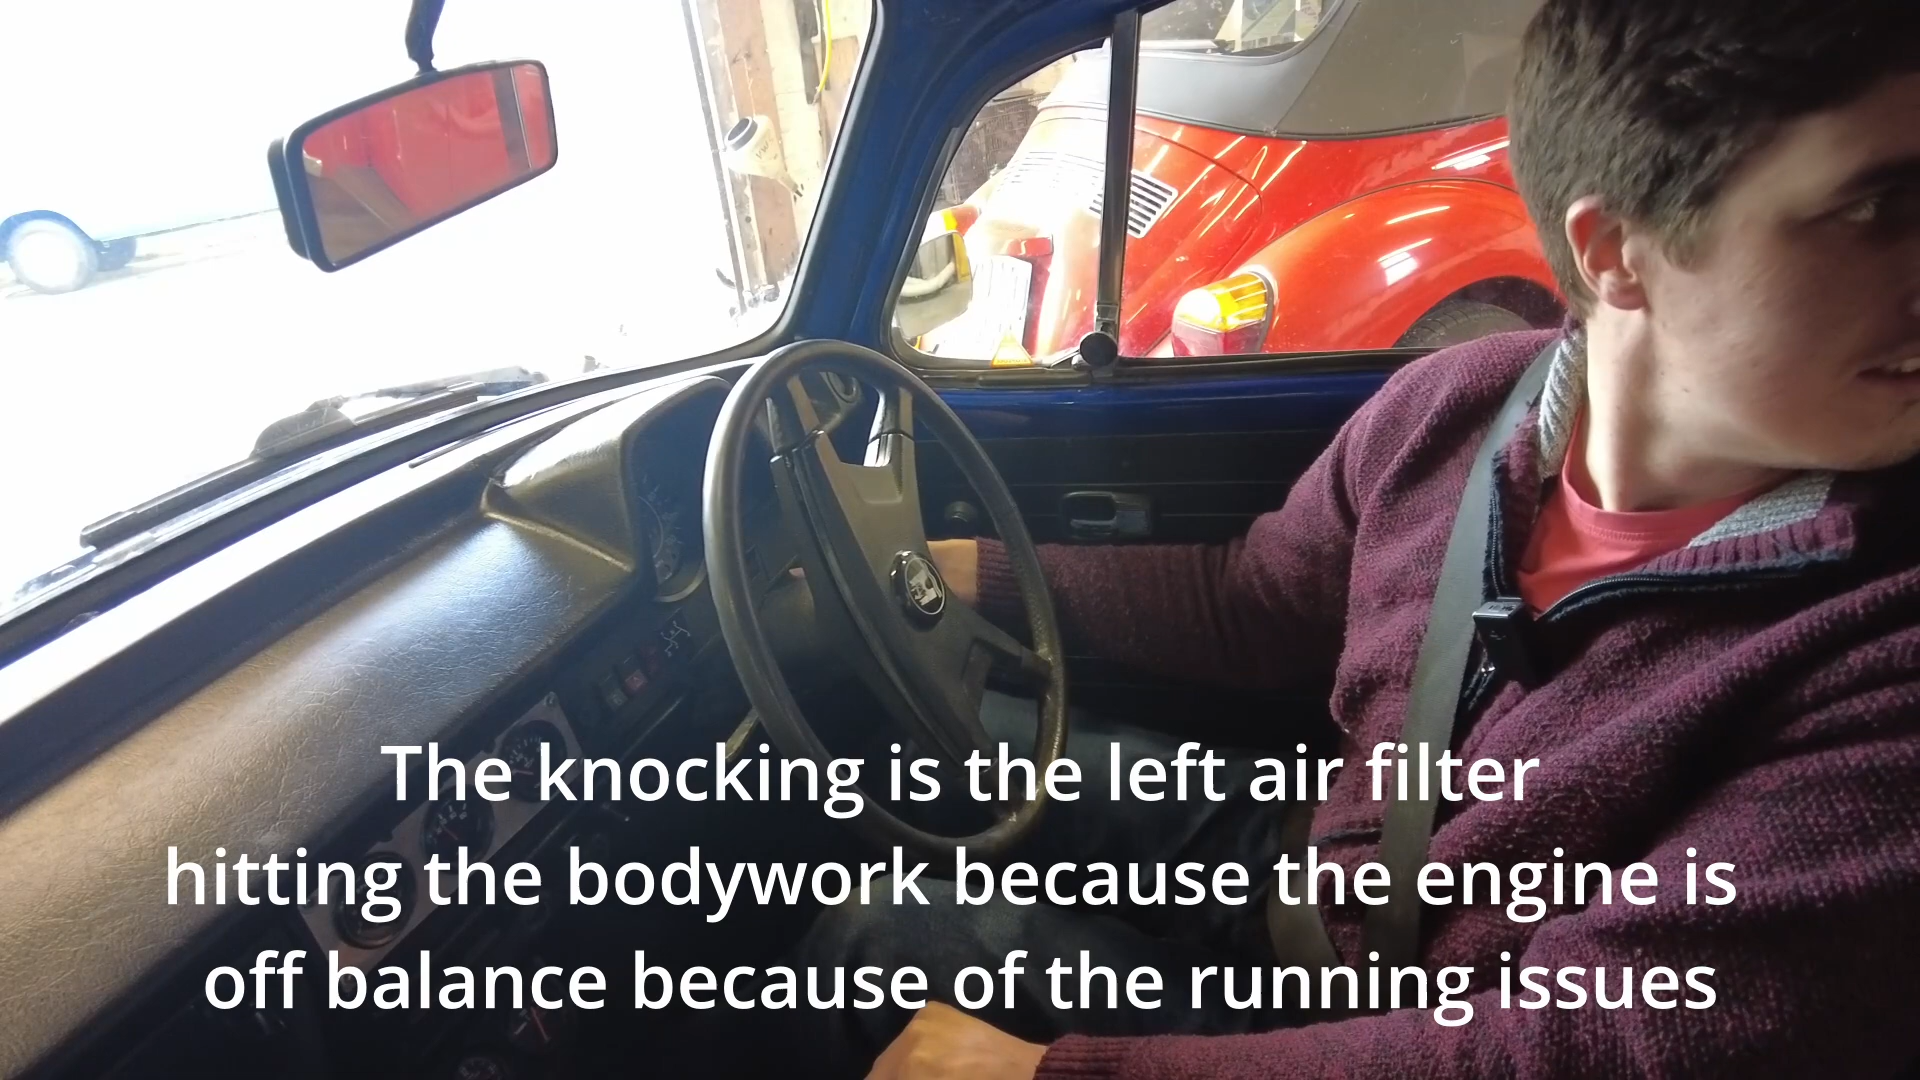 The knocking is the left air filter
hitting the bodywork because the engine is
off balance because of the running issues